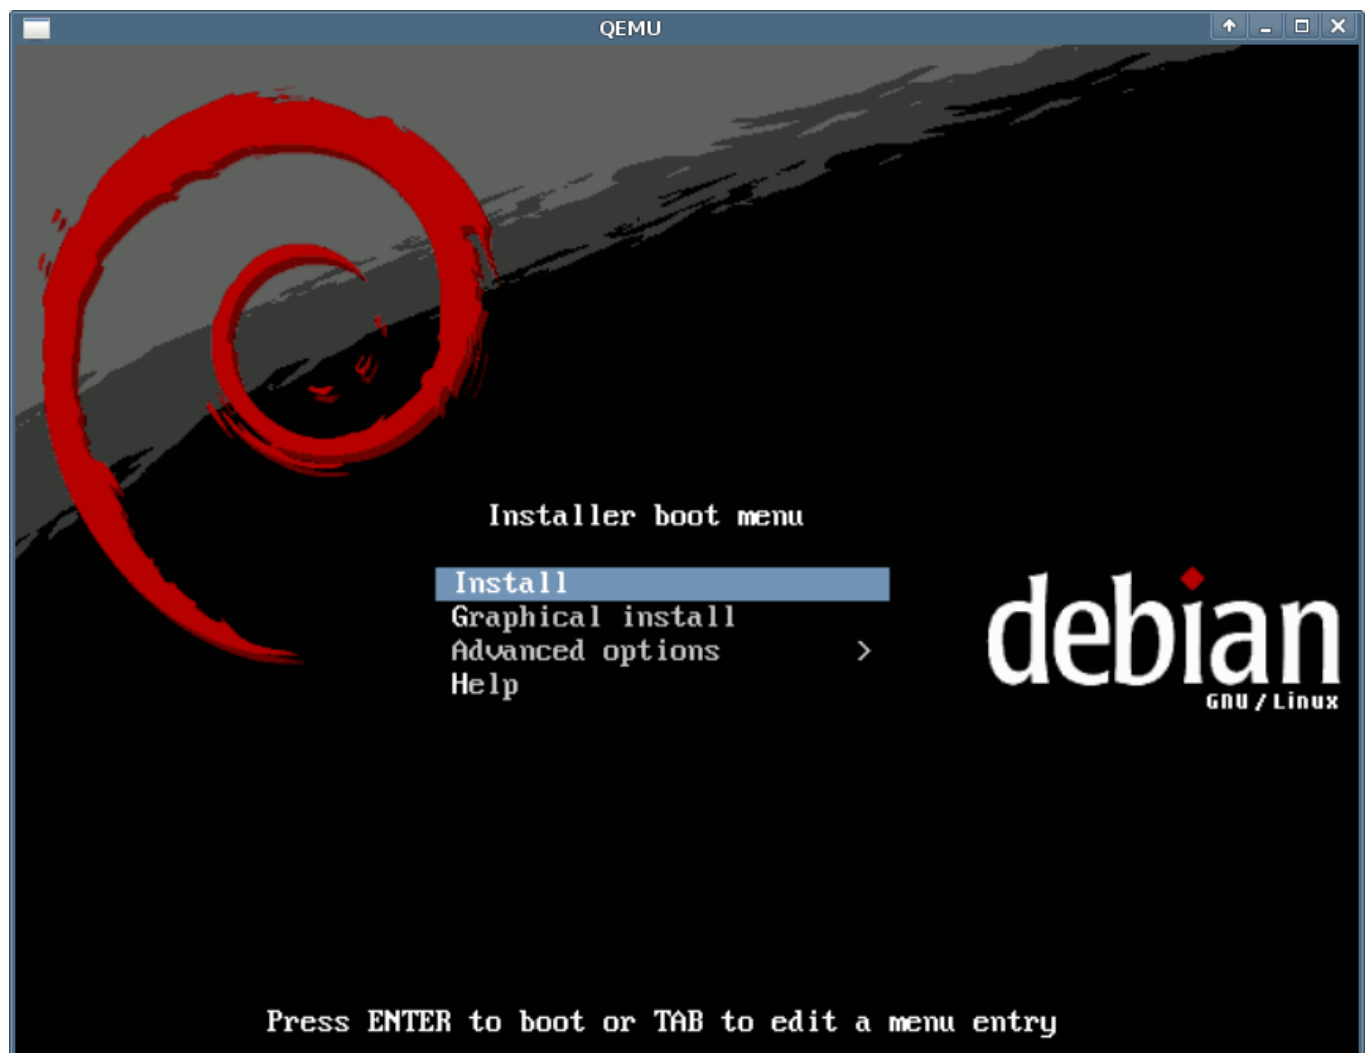 QEMU
Installer boot menu
Install
Graphical install
Advanced options >
Help
debian
GNU/Linux
Press ENTER to boot or TAB to edit a menu entry